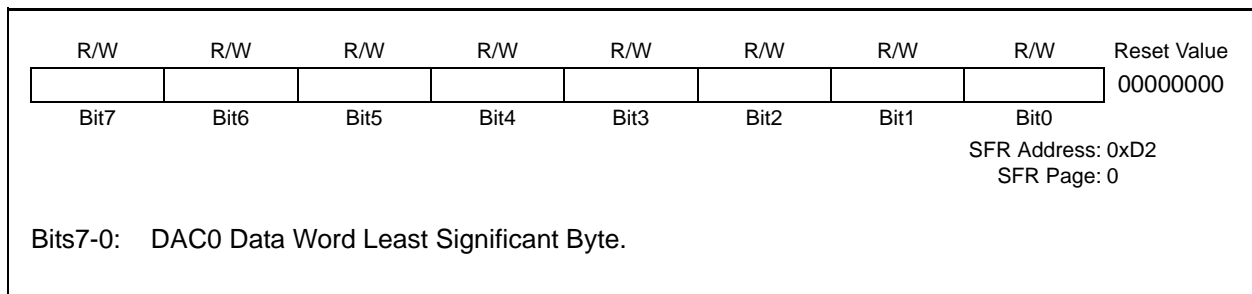 R/W R/W R/W R/W R/W R/W R/W R/W Reset Value
00000000
Bit7 Bit6 Bit5 Bit4 Bit3 Bit2 Bit1 Bit0
SFR Address: 0xD2
SFR Page: 0
Bits7-0: DAC0 Data Word Least Significant Byte.